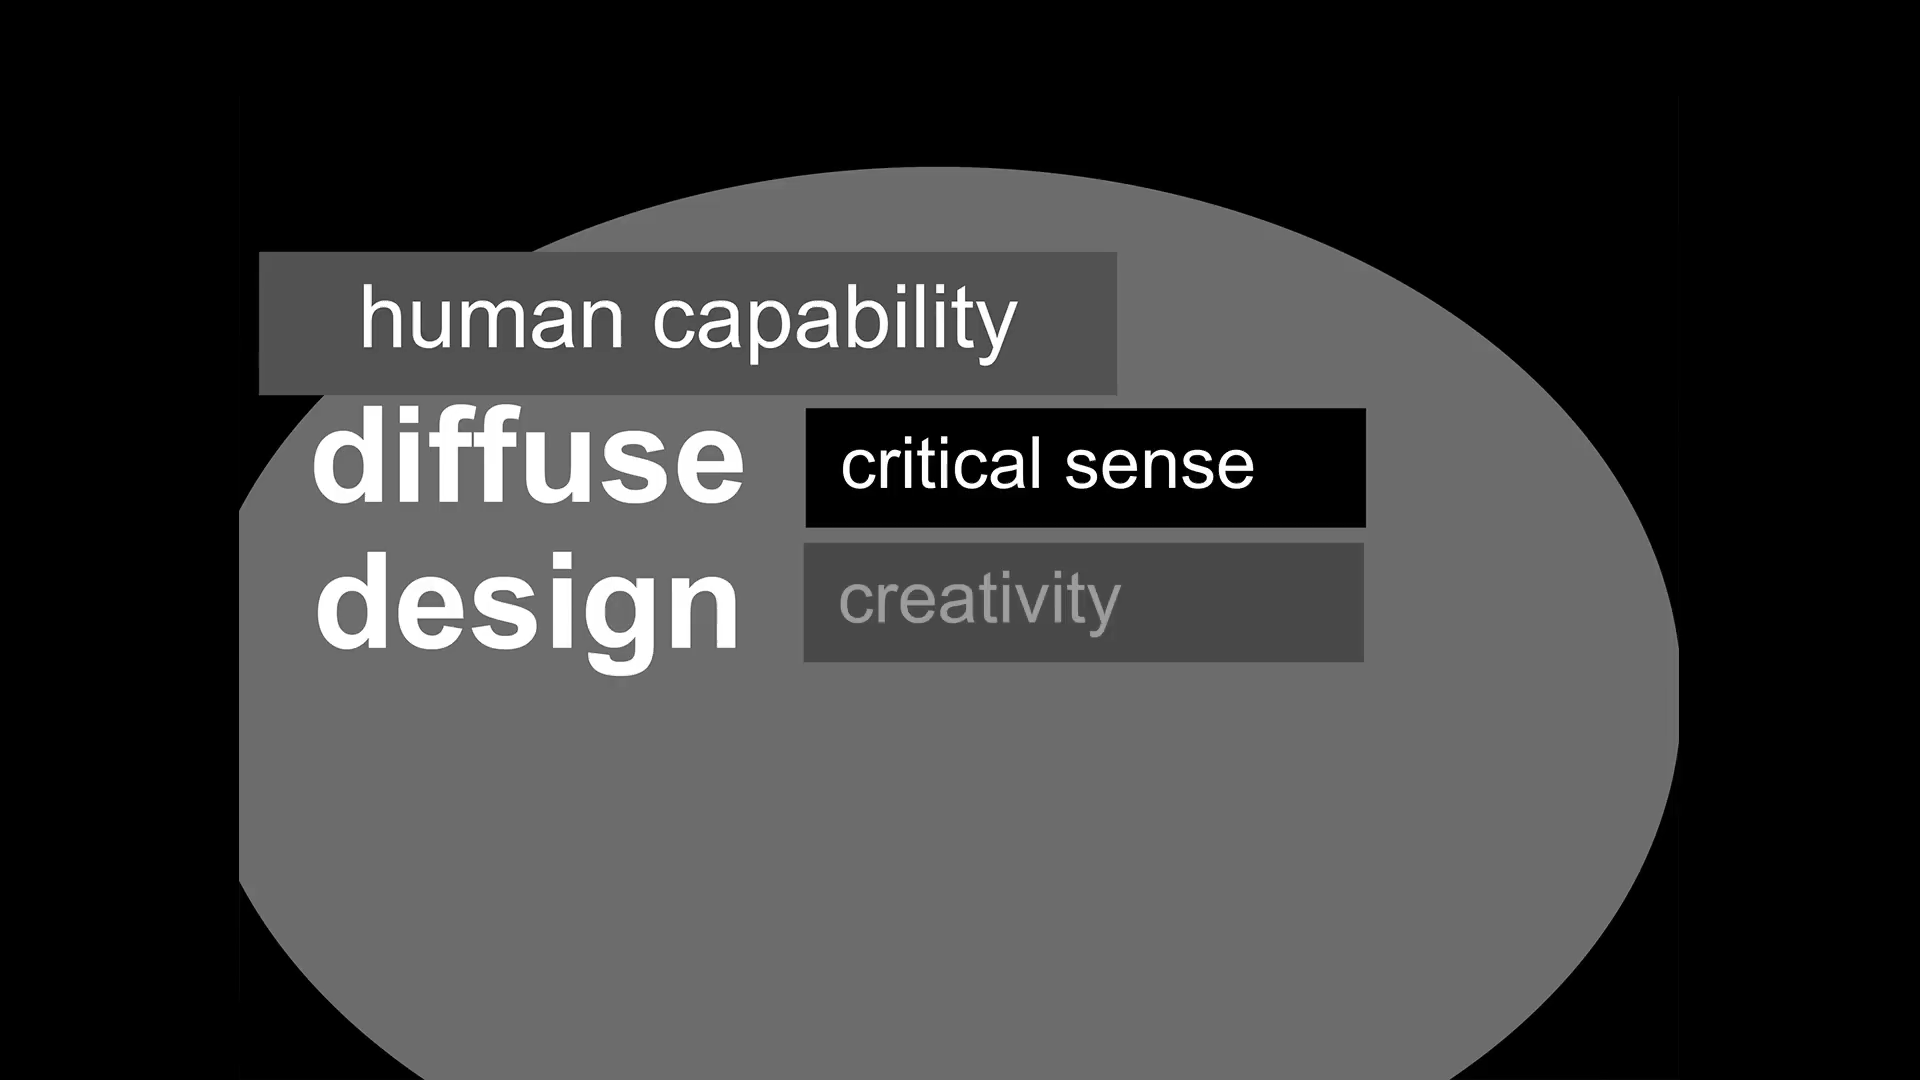 human capability
diffuse
design
critical sense
creativity